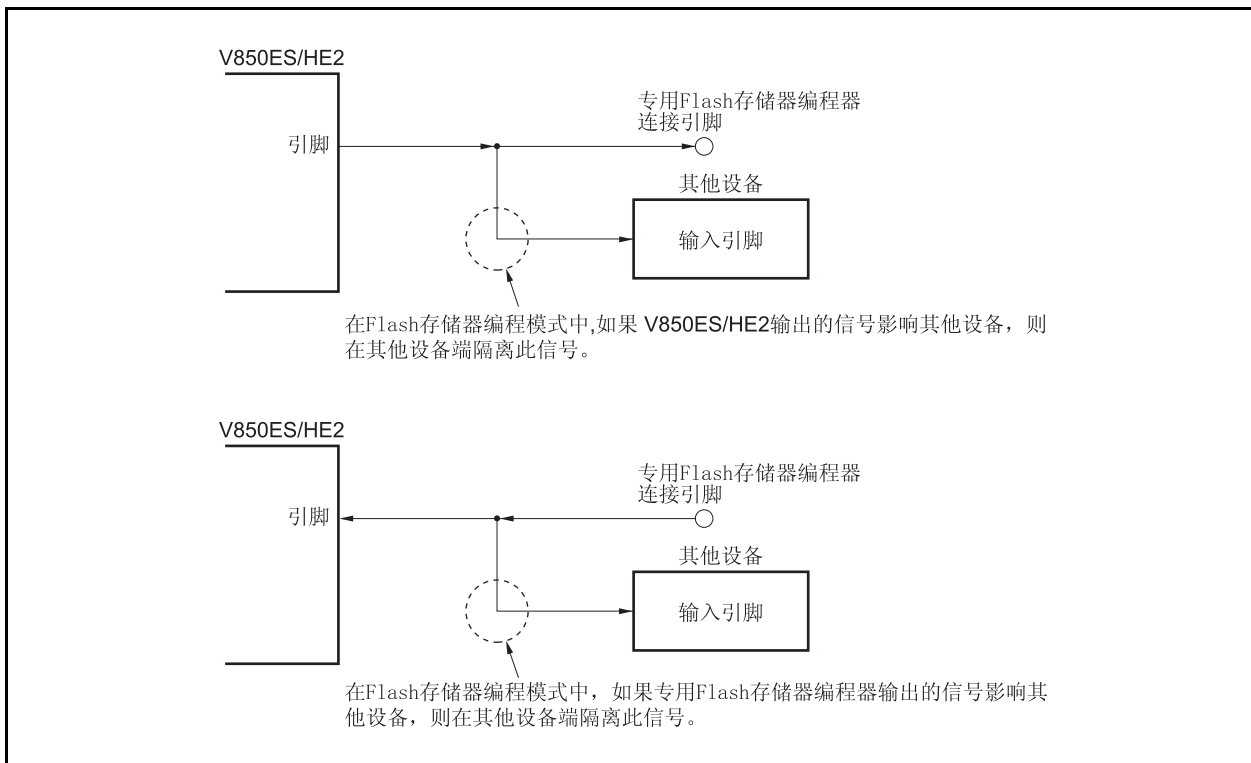 V850ES/HE2
专用Flash存储器编程器
连接引脚
引脚
其他设备
输入引脚
在Flash存储器编程模式中,如果 V850ES/HE2输出的信号影响其他设备，则
在其他设备端隔离此信号。
V850ES/HE2
专用Flash存储器编程器
连接引脚
引脚
其他设备
输入引脚
在Flash存储器编程模式中，如果专用Flash存储器编程器输出的信号影响其
他设备，则在其他设备端隔离此信号。